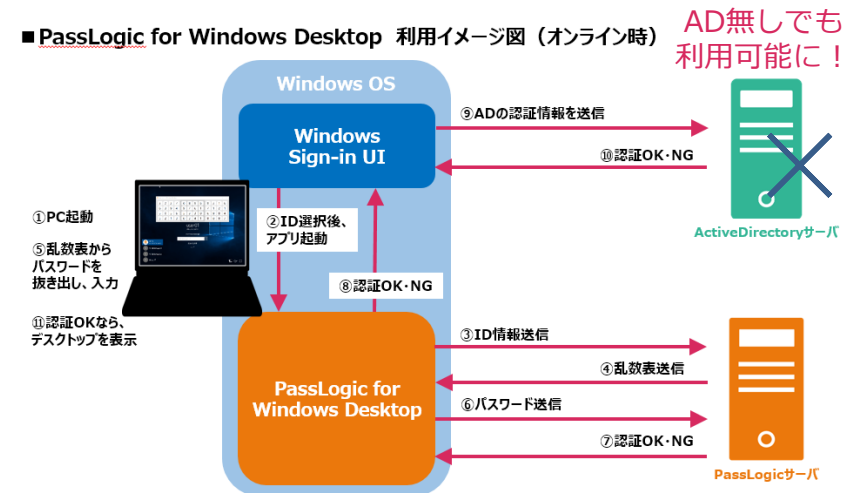 ■PassLogic for Windows Desktop 利用イメージ図（オンライン時）
AD無しでも
利用可能に！
Windows OS
Windows
Sign-in UI
⑨ADの認証情報を送信
⑩認証OK・NG
ActiveDirectoryサーバ
①PC起動
②ID選択後、
アプリ起動
⑤乱数表から
パスワードを
抜き出し、入力
⑧認証OK・NG
⑪認証OKなら、
デスクトップを表示
PassLogic for
Windows Desktop
③ID情報送信
④乱数表送信
⑥パスワード送信
⑦認証OK・NG
PassLogicサーバ